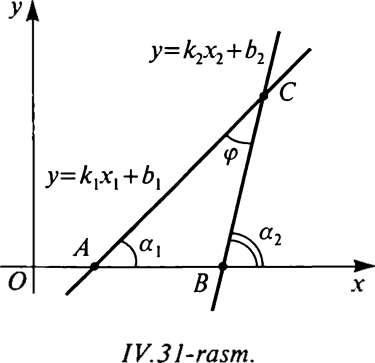 y
y=k₂x₂+b₂
C
φ
y=k₁x₁+b₁
A α₁ α₂
O B x
IV.31-rasm.